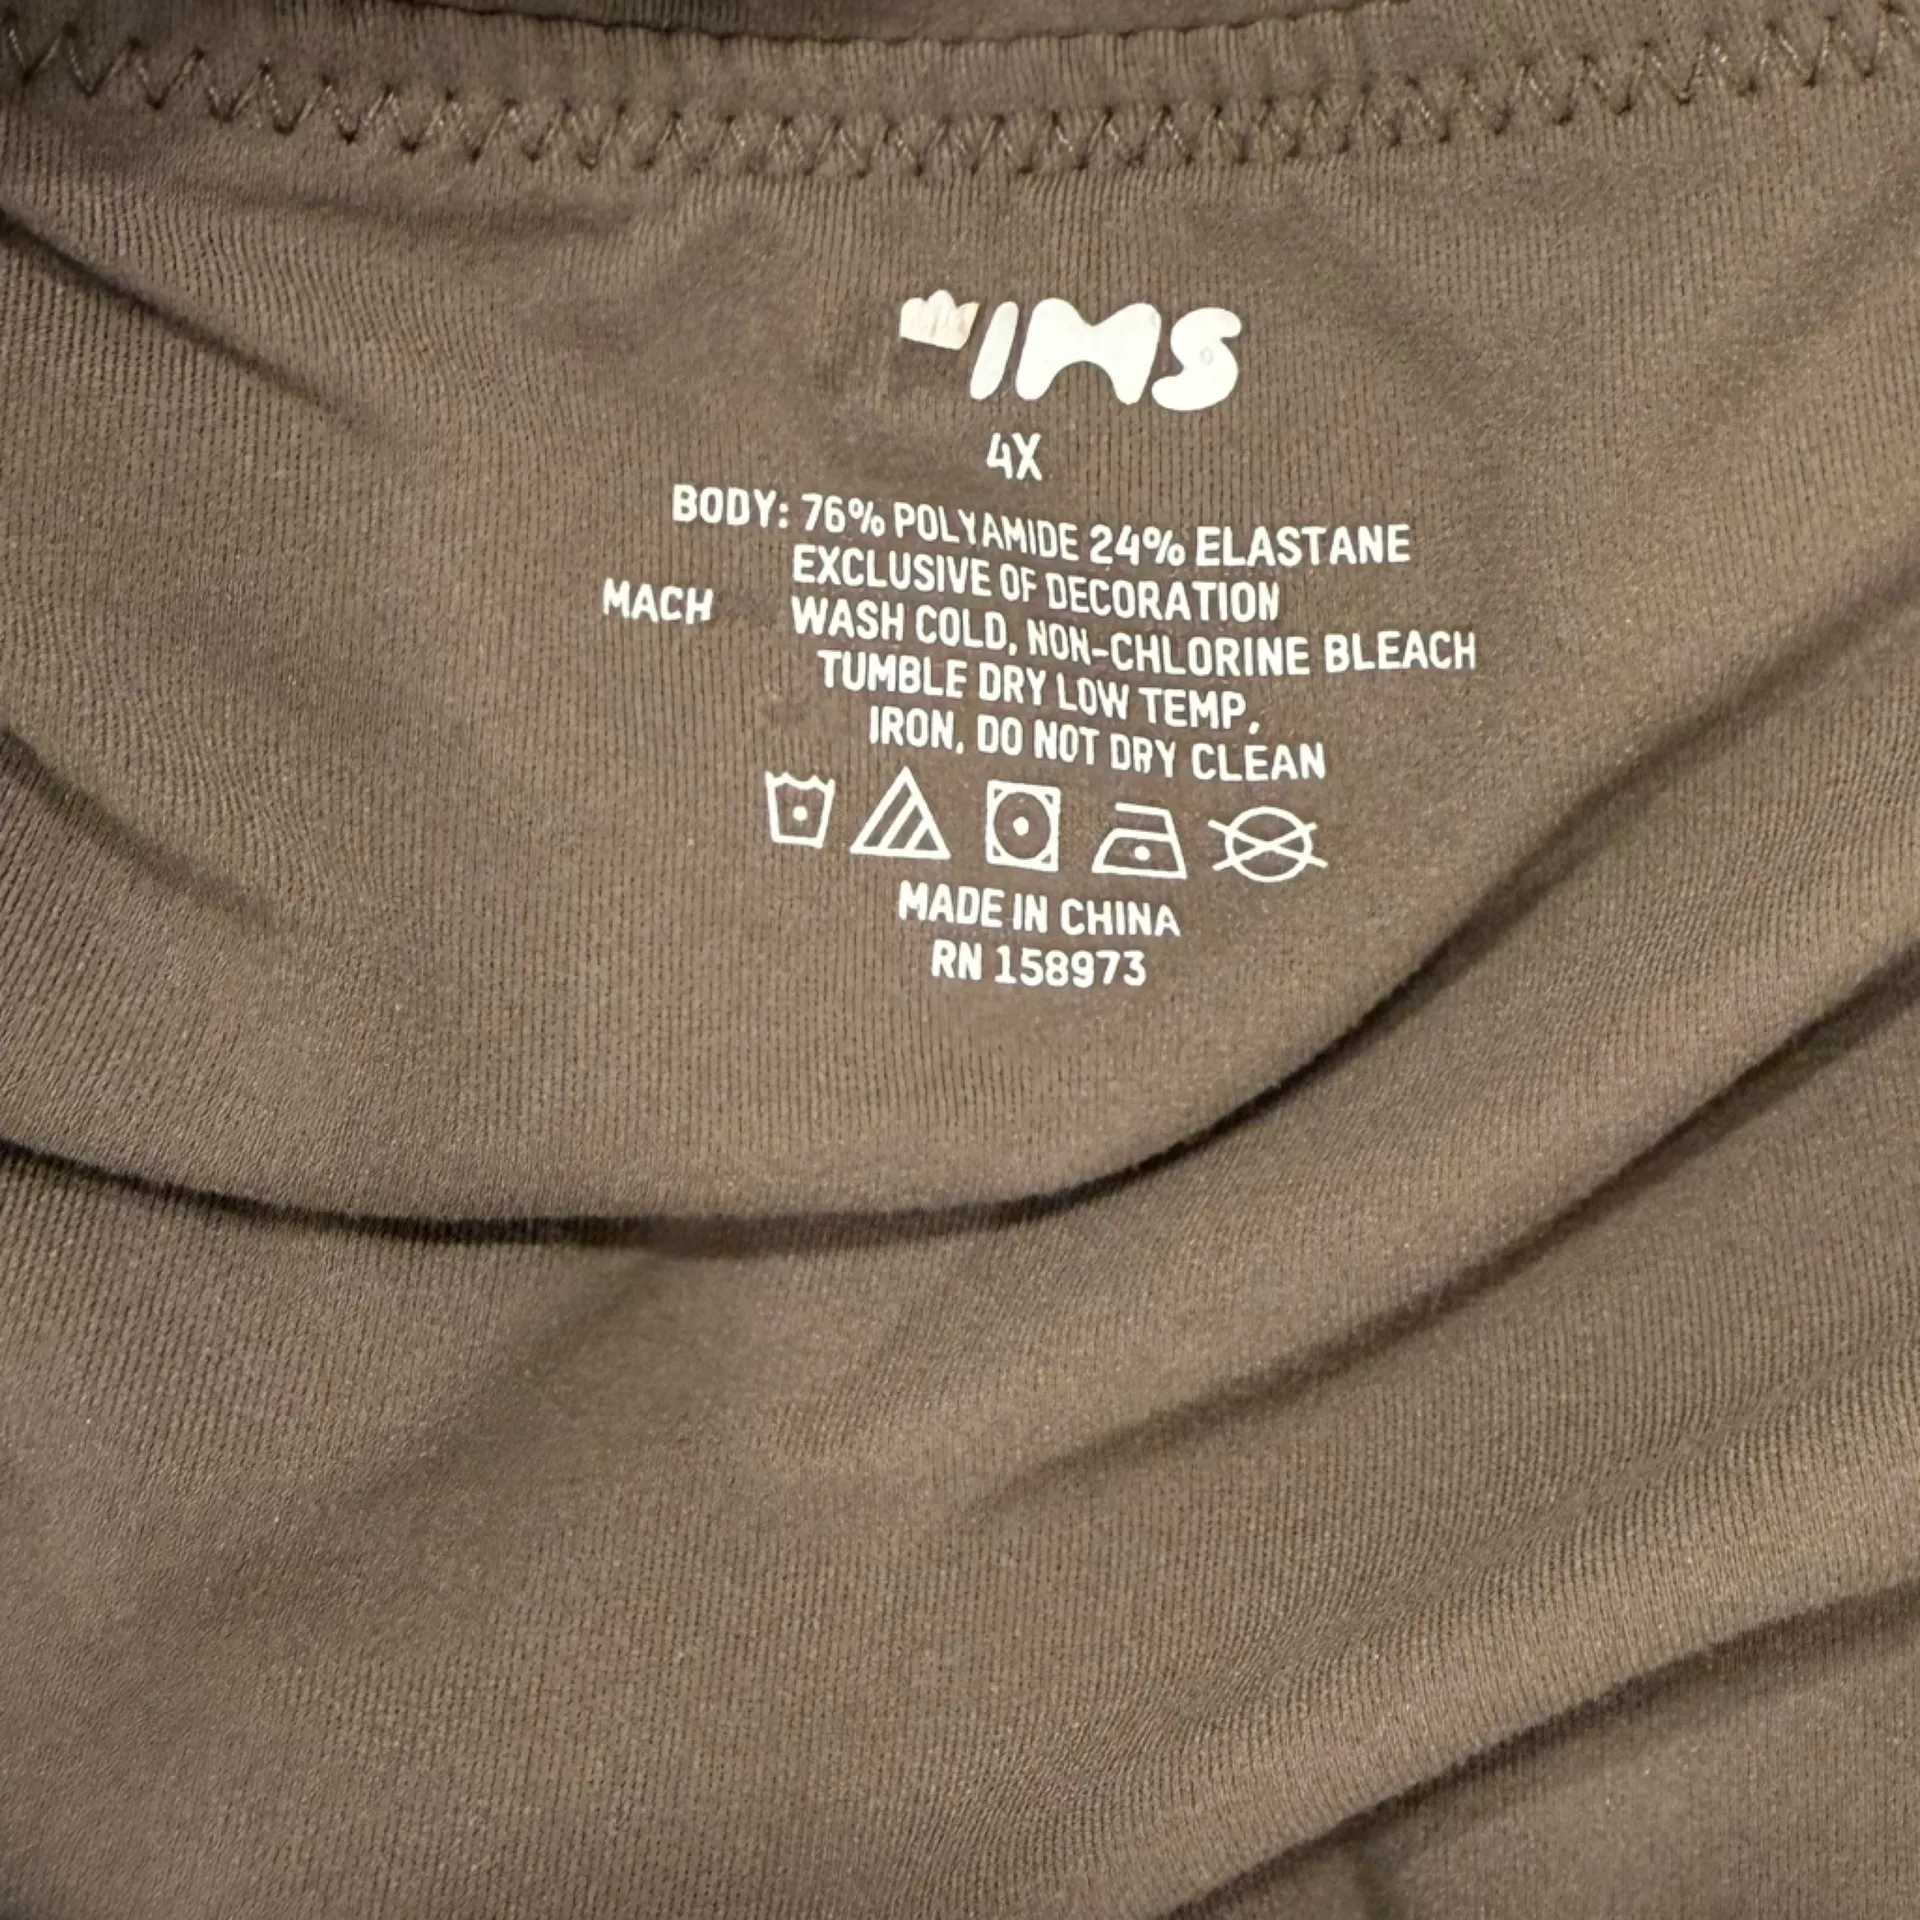 IMS
4X
BODY: 76% POLYAMIDE 24% ELASTANE
EXCLUSIVE OF DECORATION
MACH WASH COLD, NON-CHLORINE BLEACH
TUMBLE DRY LOW TEMP,
IRON, DO NOT DRY CLEAN
MADE IN CHINA
RN 158973